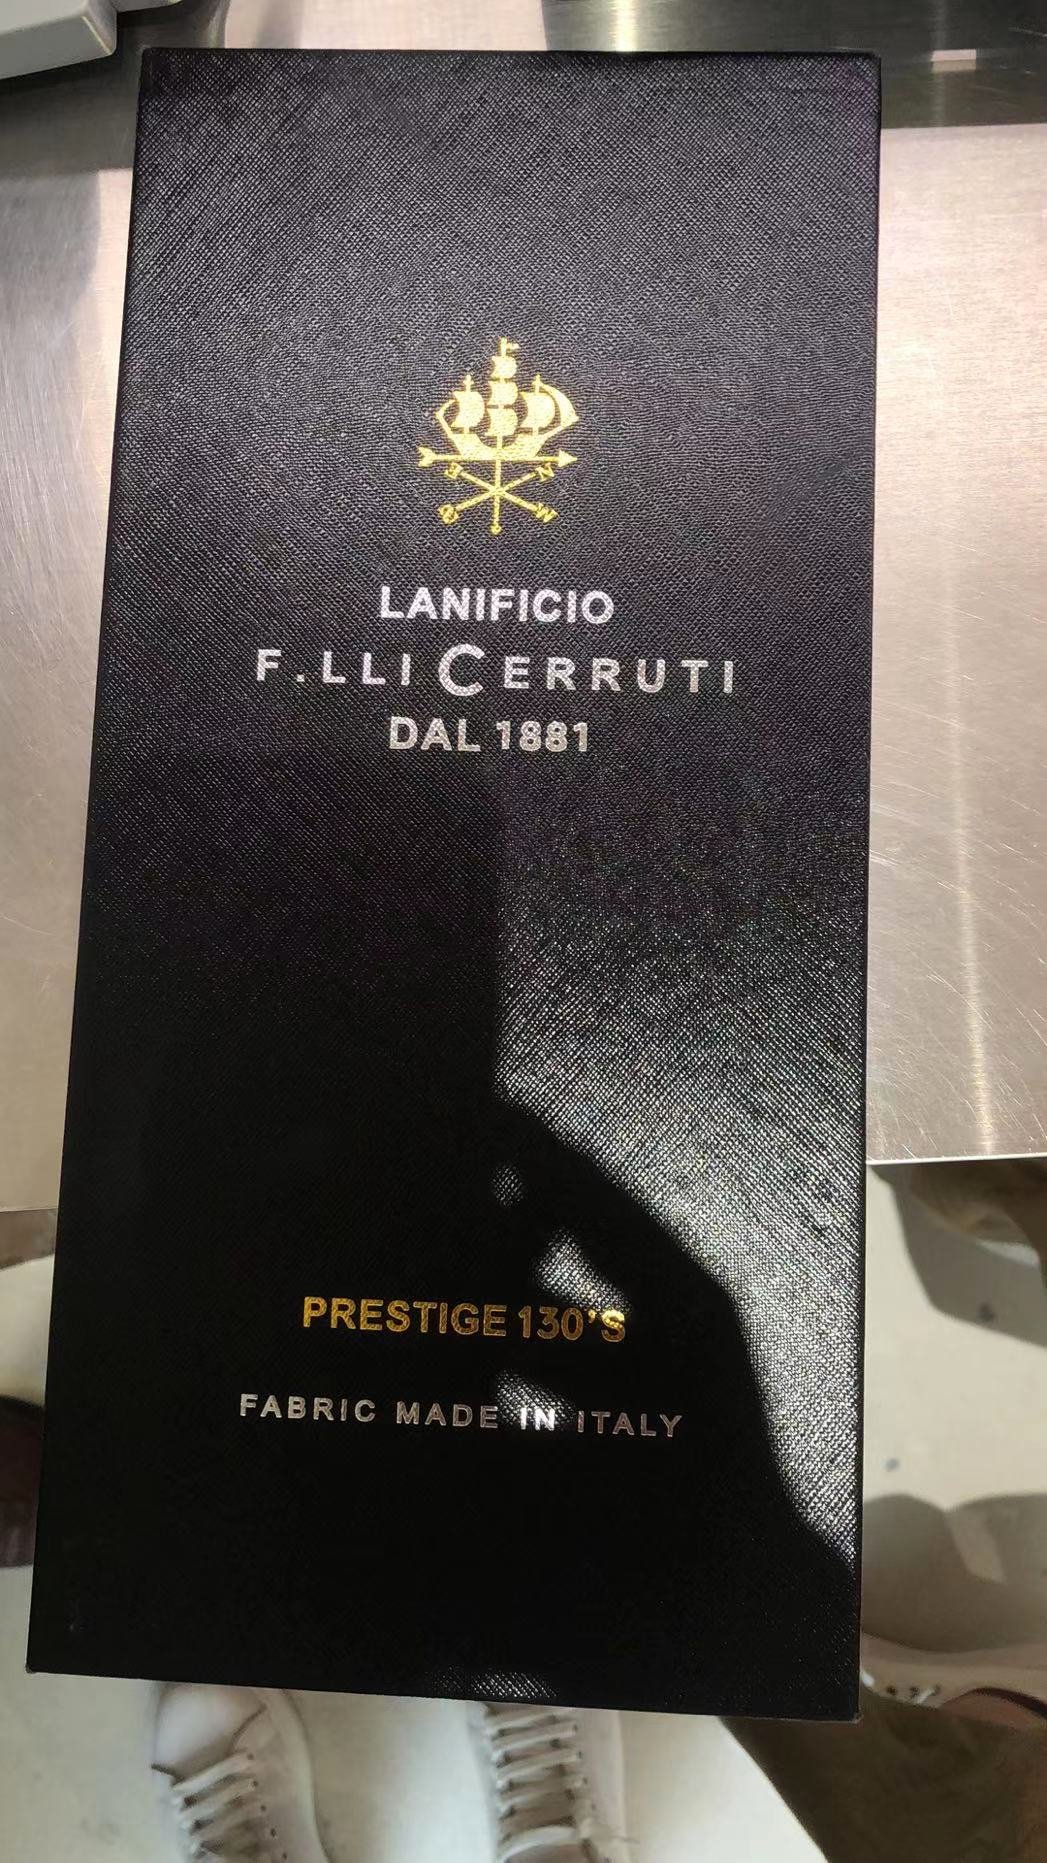 LANIFICIO
F.LLI CERRUTI
DAL 1881
PRESTIGE 130'S
FABRIC MADE IN ITALY